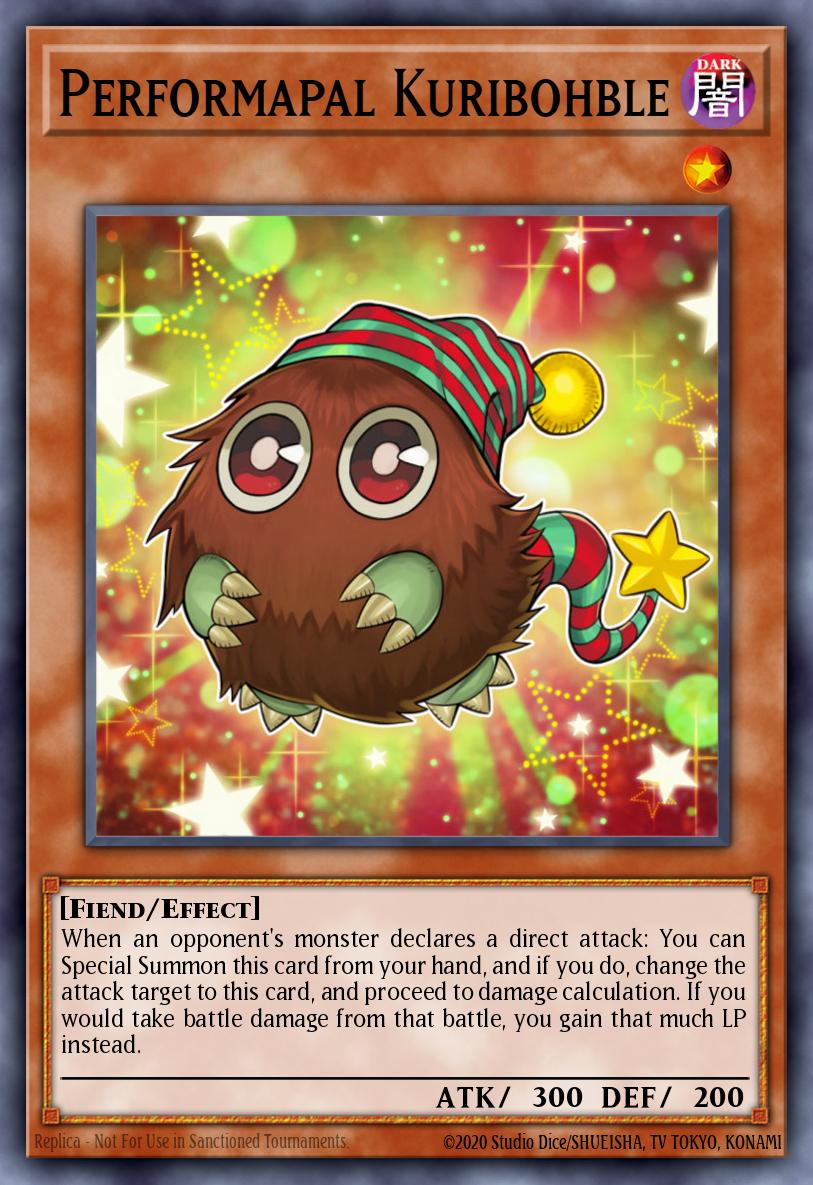 Performapal Kuribohble
DARK
闇
[Fiend/Effect]
When an opponent's monster declares a direct attack: You can
Special Summon this card from your hand, and if you do, change the
attack target to this card, and proceed to damage calculation. If you
would take battle damage from that battle, you gain that much LP
instead.
ATK/ 300 DEF/ 200
Replica - Not For Use in Sanctioned Tournaments.
©2020 Studio Dice/SHUEISHA, TV TOKYO, KONAMI